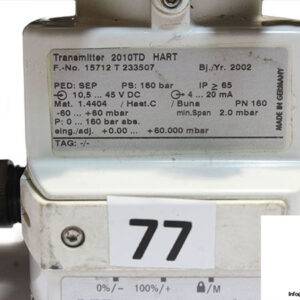 Transmitter 2010TD HART
F.-No. 15712 T 233507 Bj./Yr. 2002
PED: SEP PS: 160 bar IP ≥ 65
10,5 ... 45 V DC 4 ... 20 mA
Mat. 1.4404 / Hast.C / Buna PN 160
-60 ... +60 mbar min.Span 2.0 mbar
P: 0 ... 160 bar abs.
eing./adj. +0.00 ... +60.000 mbar
TAG: -/-
MADE IN GERMANY
77
0%/- 100%/+ /M